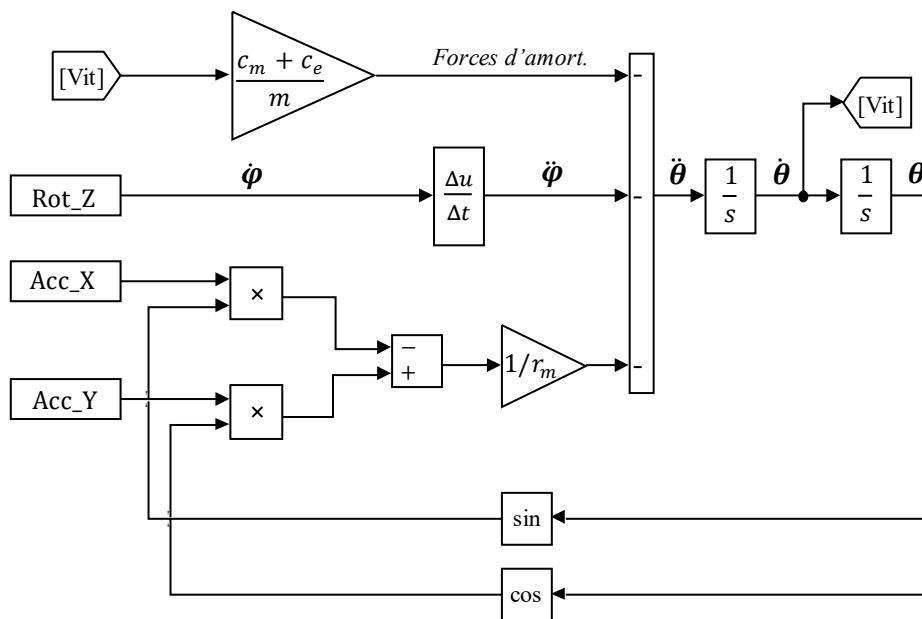 [Vit]
c_m + c_e
m
Forces d’amort.
-
[Vit]
Rot_Z
φ̇
Δu
Δt
φ̈
-
θ̈
1
s
θ̇
1
s
θ
Acc_X
×
−
+
1/r_m
-
Acc_Y
×
sin
cos